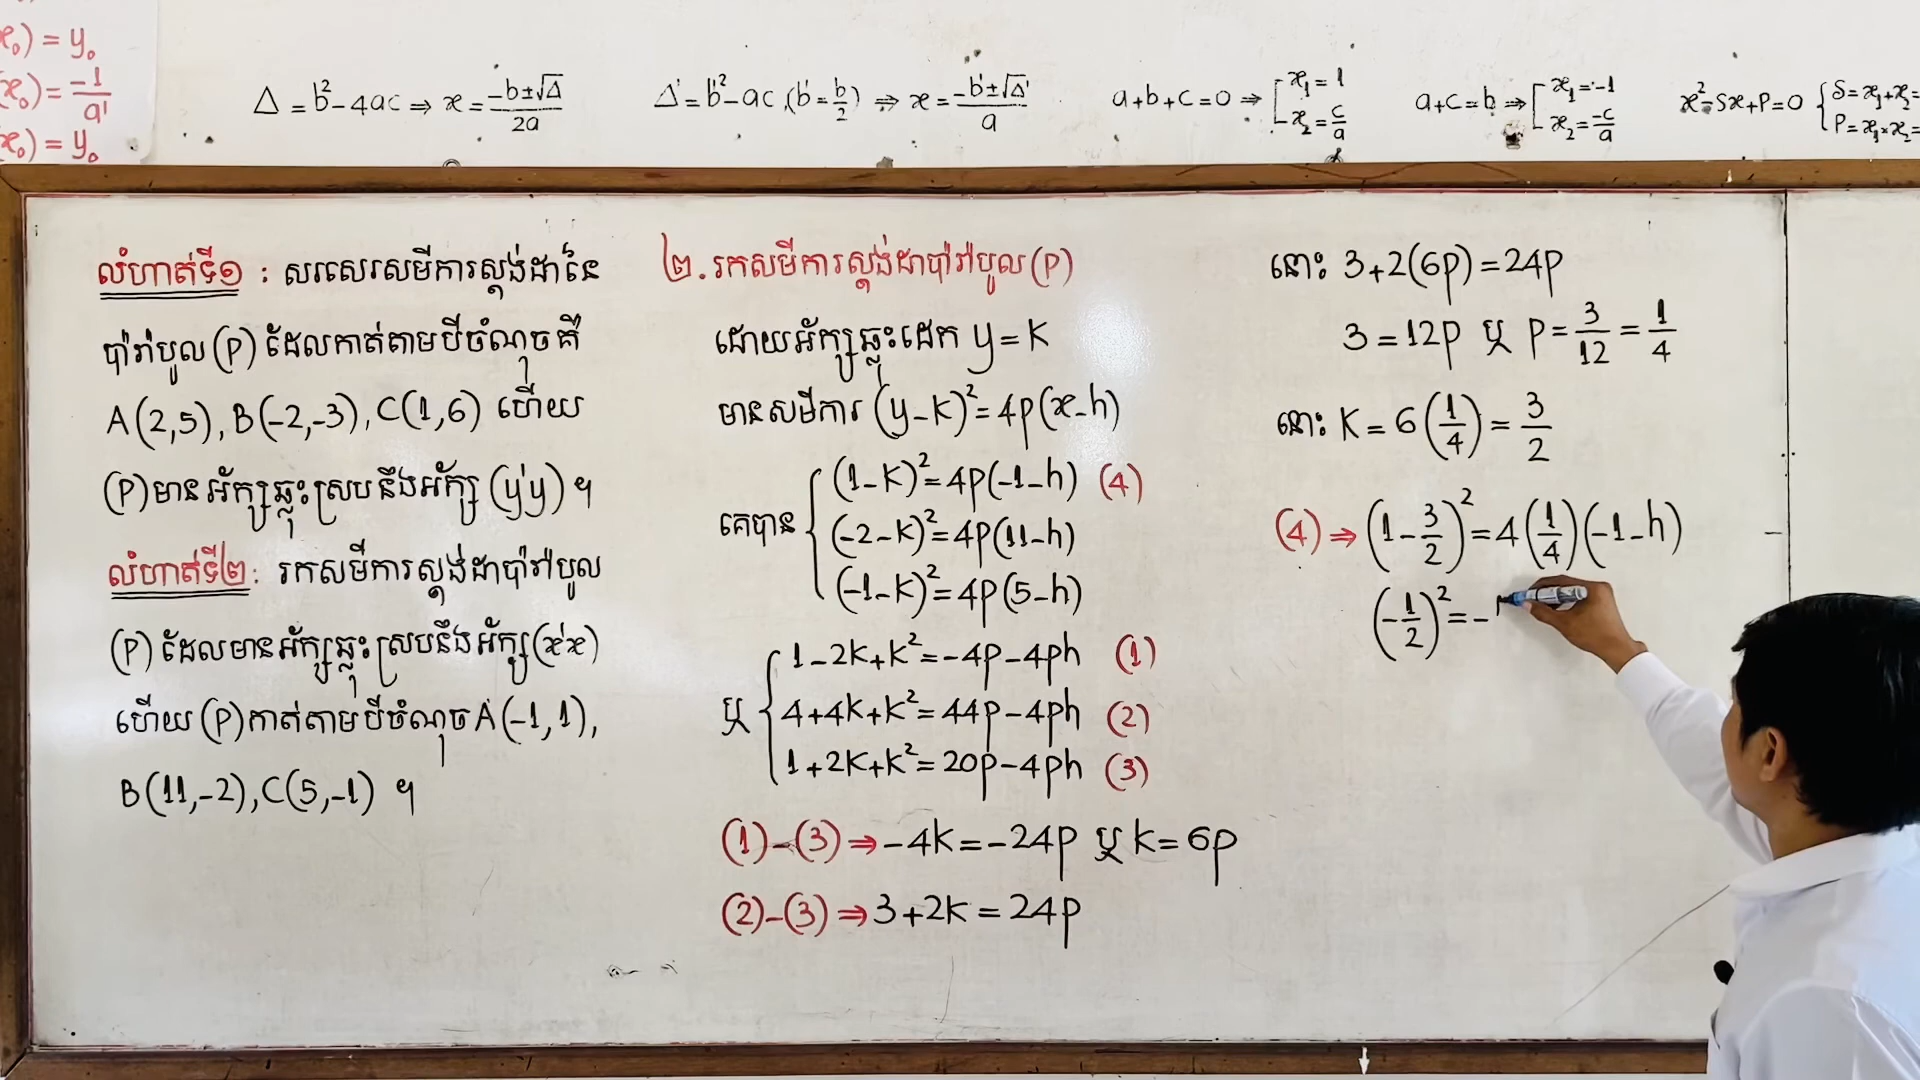 x₀) = y₀
(x₀) = -1/a'
(x₀) = y₀
Δ = b² - 4ac ⇒ x = (-b±√Δ)/2a
Δ' = b'² - ac, (b' = b/2) ⇒ x = (-b'±√Δ')/a
a+b+c=0 ⇒ [ x₁ = 1
x₂ = c/a
a+c=b ⇒ [ x₁ = -1
x₂ = -c/a
x² - Sx + P = 0 { S = x₁+x₂=
P = x₁×x₂=
លំហាត់ទី១ : សរសេរសមីការស្តង់ដានៃ
ប៉ារ៉ាបូល (P) ដែលកាត់តាមបីចំណុចគឺ
A(2,5), B(-2,-3), C(1,6) ហើយ
(P) មានអ័ក្សឆ្លុះស្របនឹងអ័ក្ស (y'y) ។
លំហាត់ទី២ : រកសមីការស្តង់ដាប៉ារ៉ាបូល
(P) ដែលមានអ័ក្សឆ្លុះស្របនឹងអ័ក្ស (x'x)
ហើយ (P) កាត់តាមបីចំណុច A(-1,1),
B(11,-2), C(5,-1) ។
២. រកសមីការស្តង់ដាប៉ារ៉ាបូល (P)
ដោយអ័ក្សឆ្លុះដេក y = k
មានសមីការ (y-k)² = 4p(x-h)
គេបាន { (1-k)² = 4p(-1-h) (4)
(-2-k)² = 4p(11-h)
(-1-k)² = 4p(5-h)
ឬ { 1-2k+k² = -4p-4ph (1)
4+4k+k² = 44p-4ph (2)
1+2k+k² = 20p-4ph (3)
(1)-(3) ⇒ -4k = -24p ឬ k = 6p
(2)-(3) ⇒ 3+2k = 24p
នោះ 3+2(6p) = 24p
3 = 12p ឬ p = 3/12 = 1/4
នោះ k = 6(1/4) = 3/2
(4) ⇒ (1 - 3/2)² = 4(1/4)(-1-h)
(-1/2)² = -1